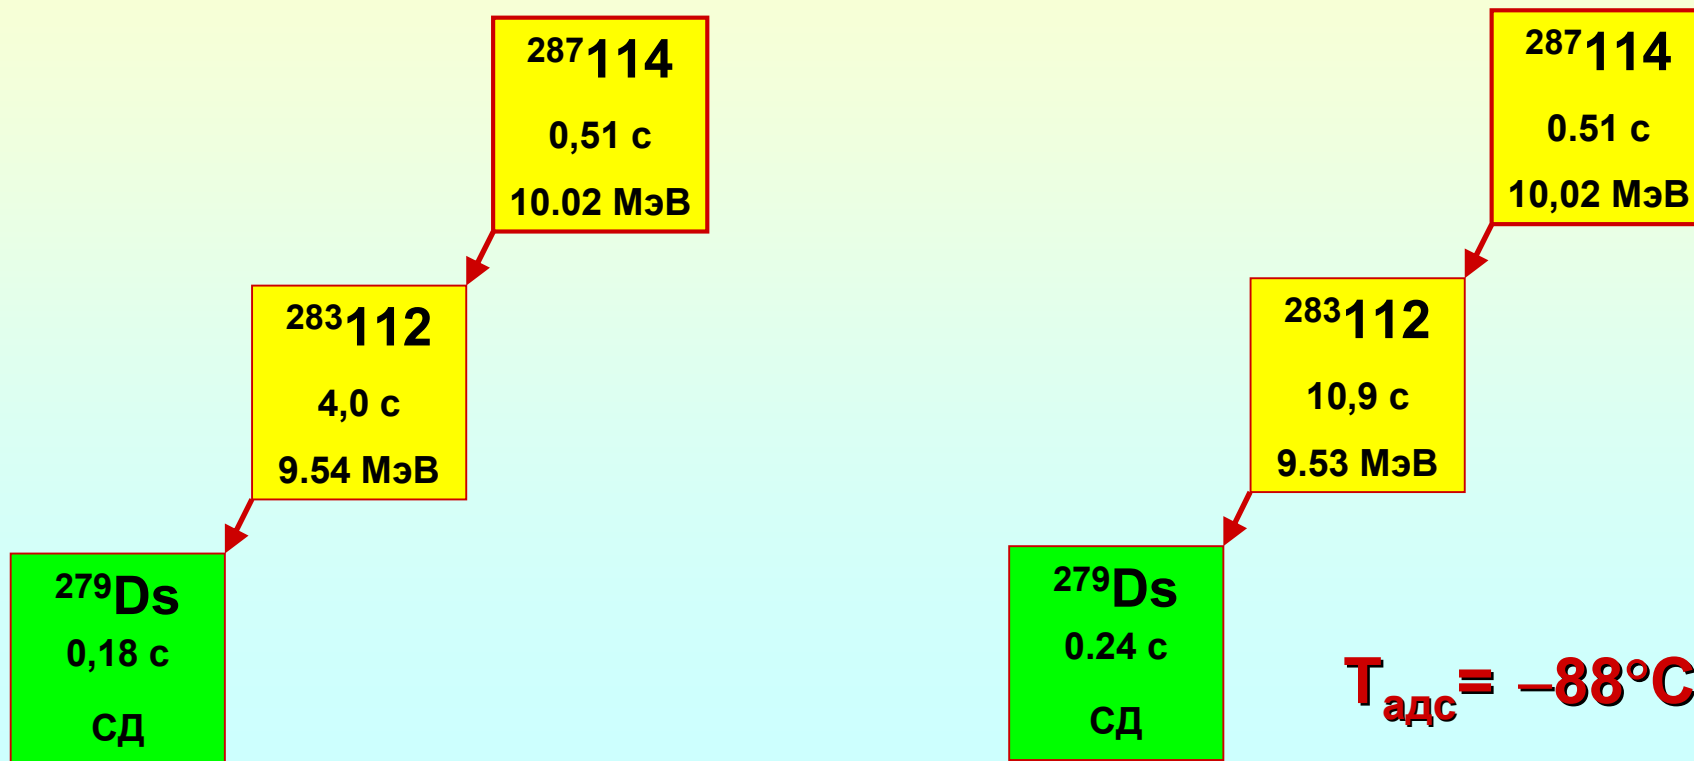 ²⁸⁷114
0,51 с
10.02 МэВ
²⁸³112
4,0 с
9.54 МэВ
²⁷⁹Ds
0,18 с
СД
²⁸⁷114
0.51 с
10,02 МэВ
²⁸³112
10,9 с
9.53 МэВ
²⁷⁹Ds
0.24 с
СД
Tадс= –88°C